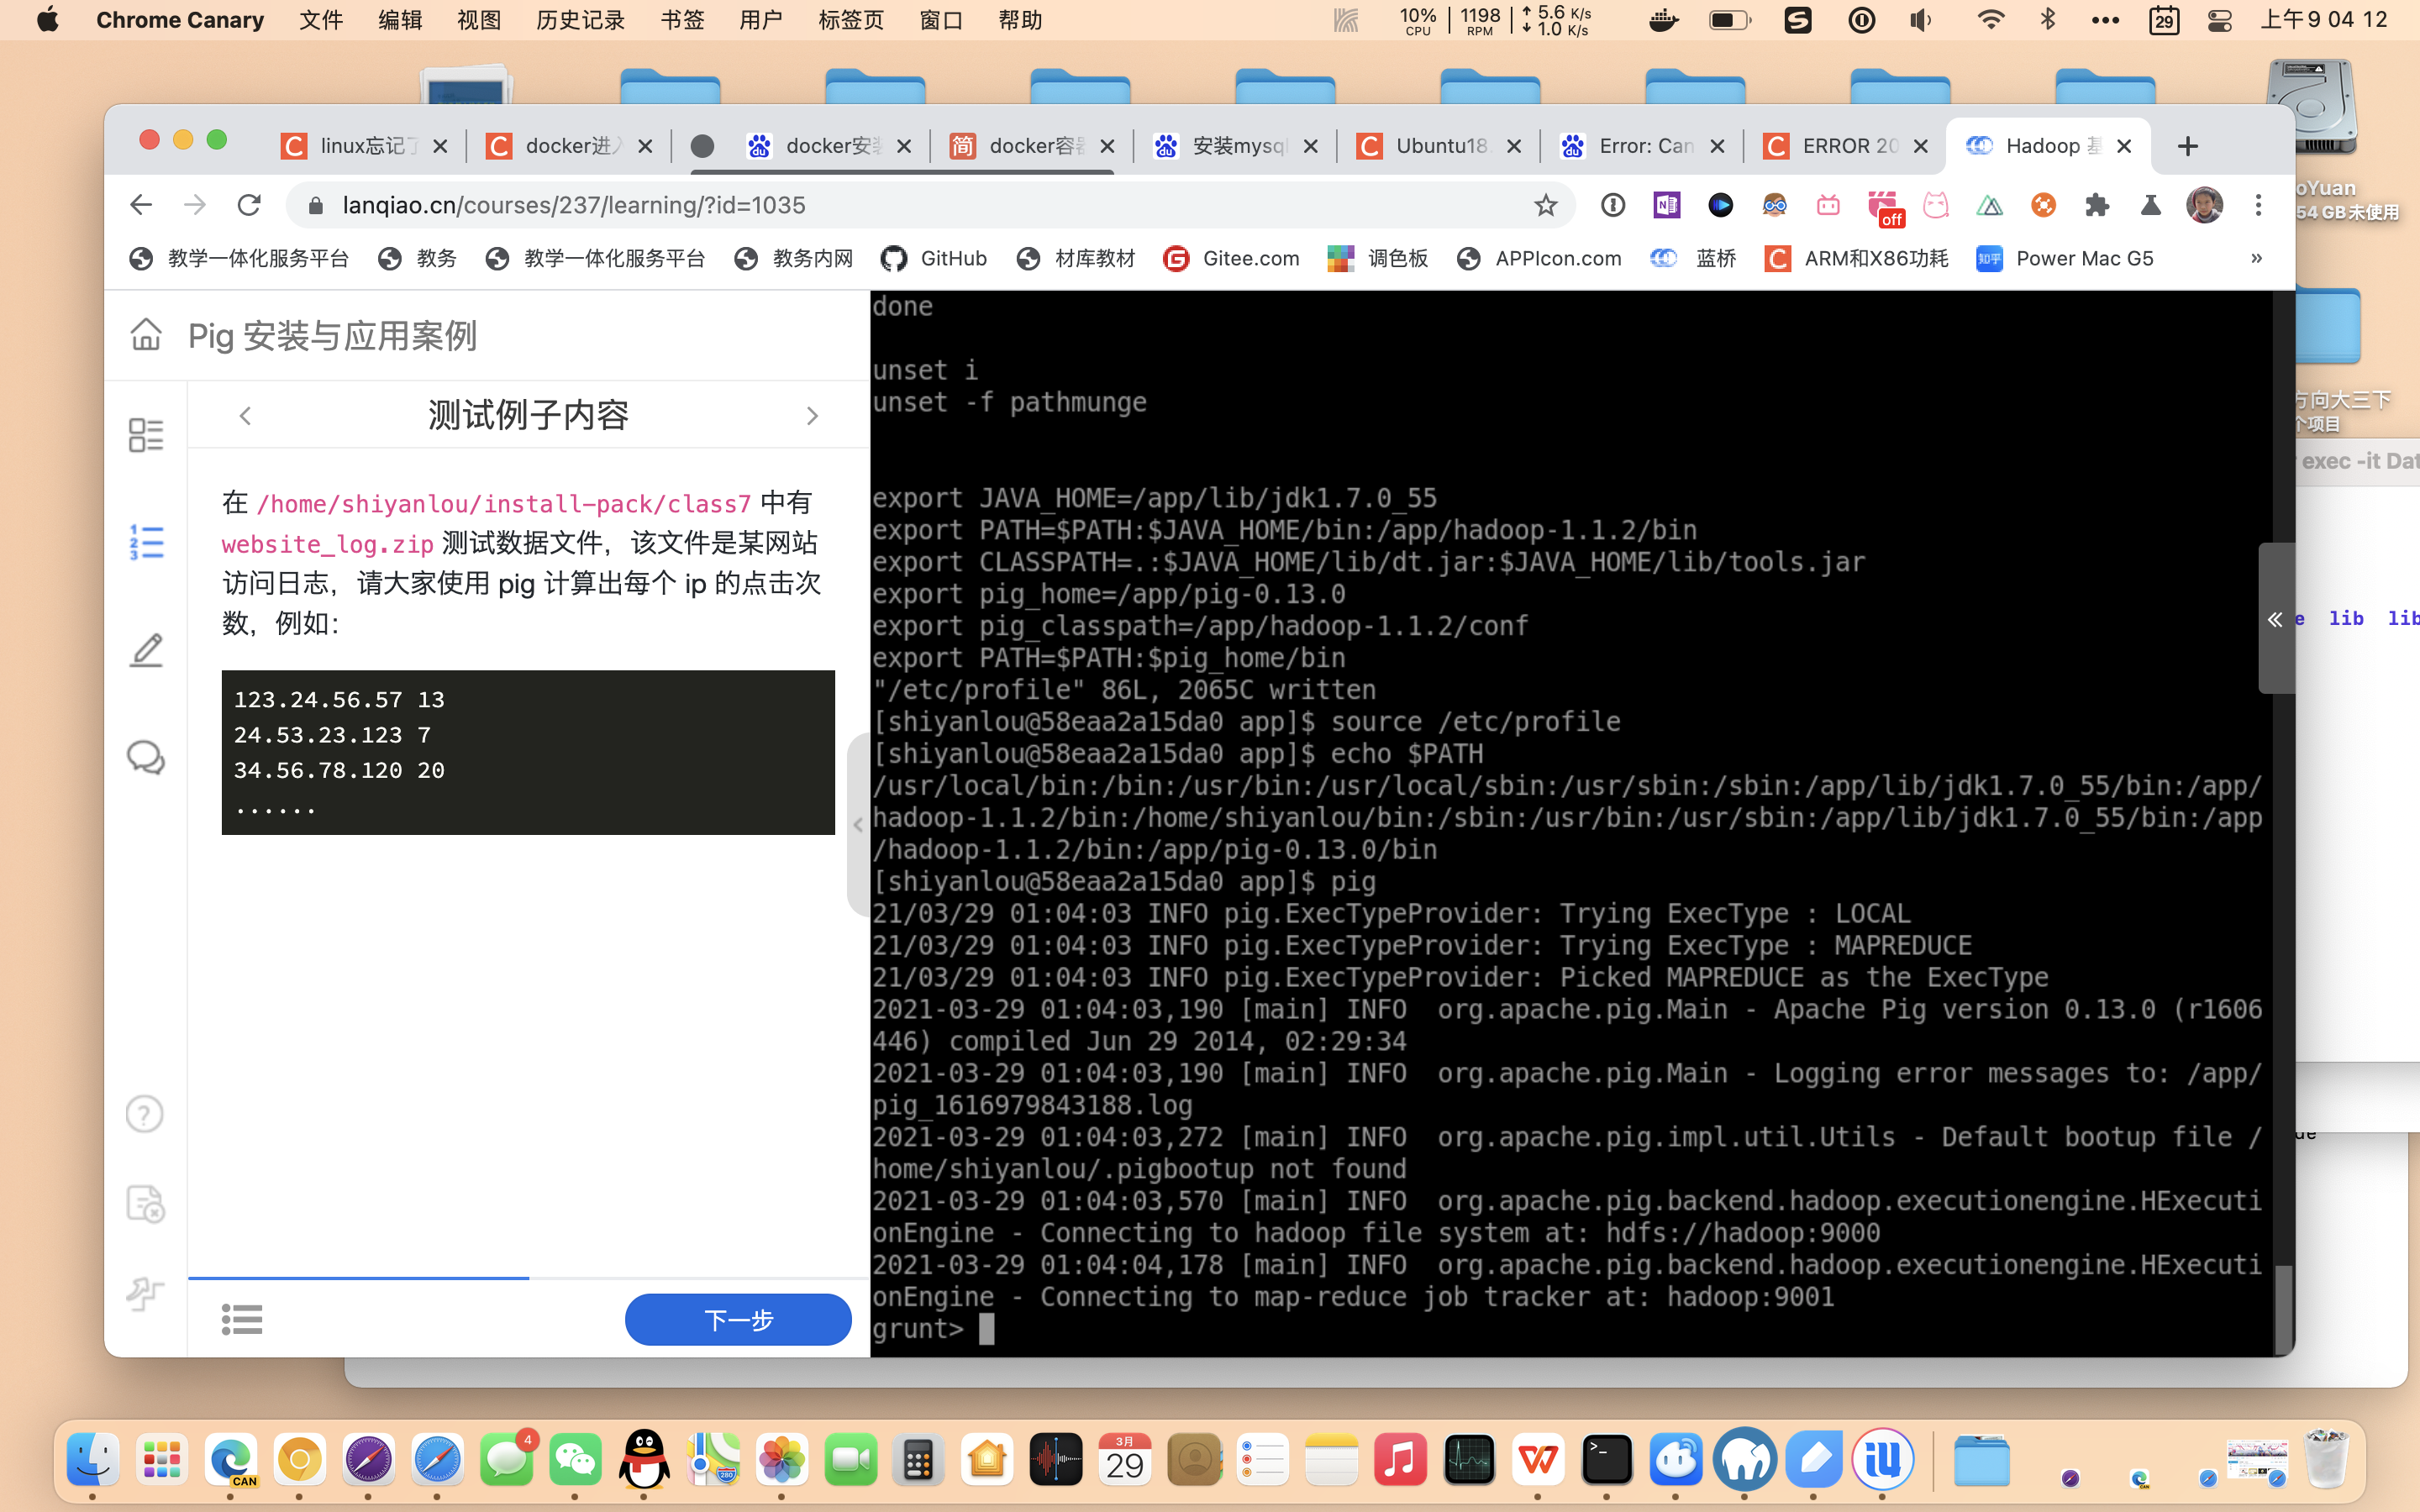 Chrome Canary 文件 编辑 视图 历史记录 书签 用户 标签页 窗口 帮助
10% CPU 1198 RPM 5.6 K/s 1.0 K/s 29 上午9 04 12
linux忘记了 docker进入 docker安装 docker容器 安装mysql Ubuntu18. Error: Can ERROR 20 Hadoop 基
lanqiao.cn/courses/237/learning/?id=1035
off
教学一体化服务平台 教务 教学一体化服务平台 教务内网 GitHub 材库教材 Gitee.com 调色板 APPIcon.com 蓝桥 ARM和X86功耗 Power Mac G5 »
oYuan
54 GB 未使用
方向大三下
个项目
exec -it Dat
e lib lib
Pig 安装与应用案例
测试例子内容
在 /home/shiyanlou/install-pack/class7 中有
website_log.zip 测试数据文件，该文件是某网站
访问日志，请大家使用 pig 计算出每个 ip 的点击次
数，例如：
123.24.56.57 13
24.53.23.123 7
34.56.78.120 20
......
下一步
done
unset i
unset -f pathmunge
export JAVA_HOME=/app/lib/jdk1.7.0_55
export PATH=$PATH:$JAVA_HOME/bin:/app/hadoop-1.1.2/bin
export CLASSPATH=.:$JAVA_HOME/lib/dt.jar:$JAVA_HOME/lib/tools.jar
export pig_home=/app/pig-0.13.0
export pig_classpath=/app/hadoop-1.1.2/conf
export PATH=$PATH:$pig_home/bin
"/etc/profile" 86L, 2065C written
[shiyanlou@58eaa2a15da0 app]$ source /etc/profile
[shiyanlou@58eaa2a15da0 app]$ echo $PATH
/usr/local/bin:/bin:/usr/bin:/usr/local/sbin:/usr/sbin:/sbin:/app/lib/jdk1.7.0_55/bin:/app/
hadoop-1.1.2/bin:/home/shiyanlou/bin:/sbin:/usr/bin:/usr/sbin:/app/lib/jdk1.7.0_55/bin:/app
/hadoop-1.1.2/bin:/app/pig-0.13.0/bin
[shiyanlou@58eaa2a15da0 app]$ pig
21/03/29 01:04:03 INFO pig.ExecTypeProvider: Trying ExecType : LOCAL
21/03/29 01:04:03 INFO pig.ExecTypeProvider: Trying ExecType : MAPREDUCE
21/03/29 01:04:03 INFO pig.ExecTypeProvider: Picked MAPREDUCE as the ExecType
2021-03-29 01:04:03,190 [main] INFO  org.apache.pig.Main - Apache Pig version 0.13.0 (r1606
446) compiled Jun 29 2014, 02:29:34
2021-03-29 01:04:03,190 [main] INFO  org.apache.pig.Main - Logging error messages to: /app/
pig_1616979843188.log
2021-03-29 01:04:03,272 [main] INFO  org.apache.pig.impl.util.Utils - Default bootup file /
home/shiyanlou/.pigbootup not found
2021-03-29 01:04:03,570 [main] INFO  org.apache.pig.backend.hadoop.executionengine.HExecuti
onEngine - Connecting to hadoop file system at: hdfs://hadoop:9000
2021-03-29 01:04:04,178 [main] INFO  org.apache.pig.backend.hadoop.executionengine.HExecuti
onEngine - Connecting to map-reduce job tracker at: hadoop:9001
grunt>
CAN 4 280 3月 29